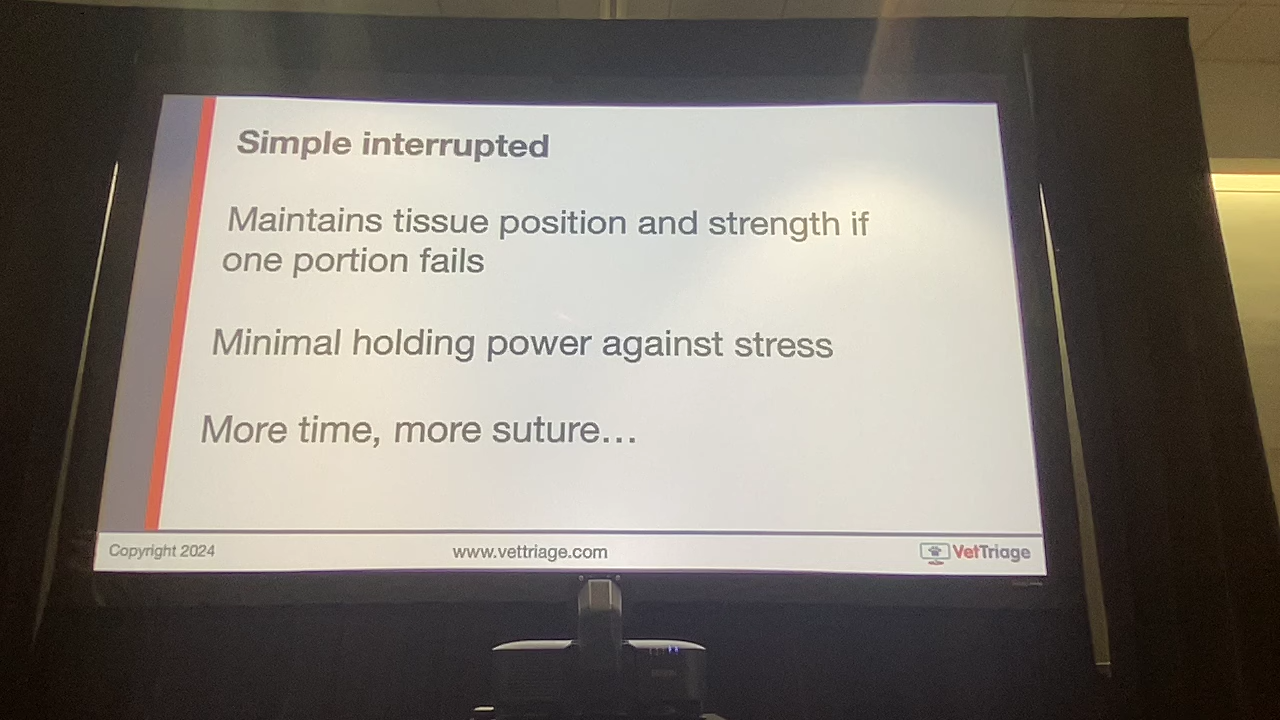 Simple interrupted
Maintains tissue position and strength if
one portion fails
Minimal holding power against stress
More time, more suture…
Copyright 2024
www.vettriage.com
VetTriage